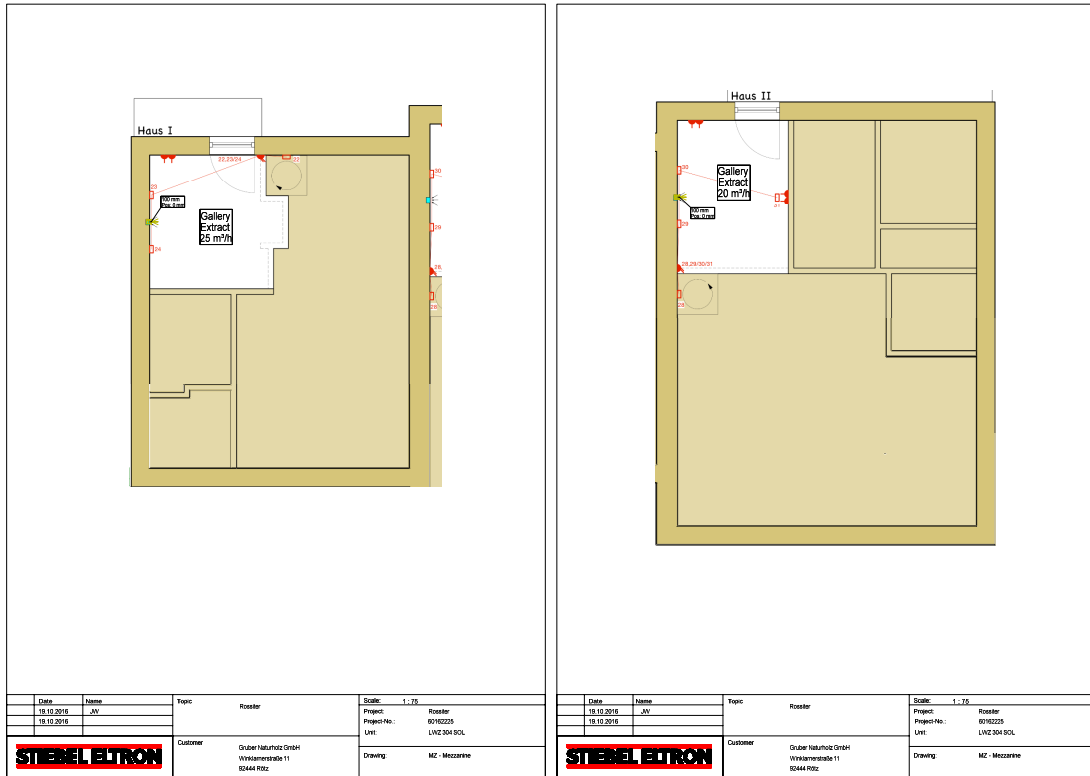 Haus I
22,23/24
22
23
100 mm
Pos: 0 mm
Gallery
Extract
25 m³/h
24
30
29
28,
28
Date
Name
19.10.2016
JW
19.10.2016
Topic
Rossiter
Customer
Gruber Naturholz GmbH
Winklarnerstraße 11
92444 Rötz
Scale:
1 : 75
Project:
Rossiter
Project-No.:
60162225
Unit:
LWZ 304 SOL
Drawing:
MZ - Mezzanine
STIEBEL ELTRON
Haus II
30
Gallery
Extract
20 m³/h
31
100 mm
Pos: 0 mm
29
28,29/30/31
28
Date
Name
19.10.2016
JW
19.10.2016
Topic
Rossiter
Customer
Gruber Naturholz GmbH
Winklarnerstraße 11
92444 Rötz
Scale:
1 : 75
Project:
Rossiter
Project-No.:
60162225
Unit:
LWZ 304 SOL
Drawing:
MZ - Mezzanine
STIEBEL ELTRON